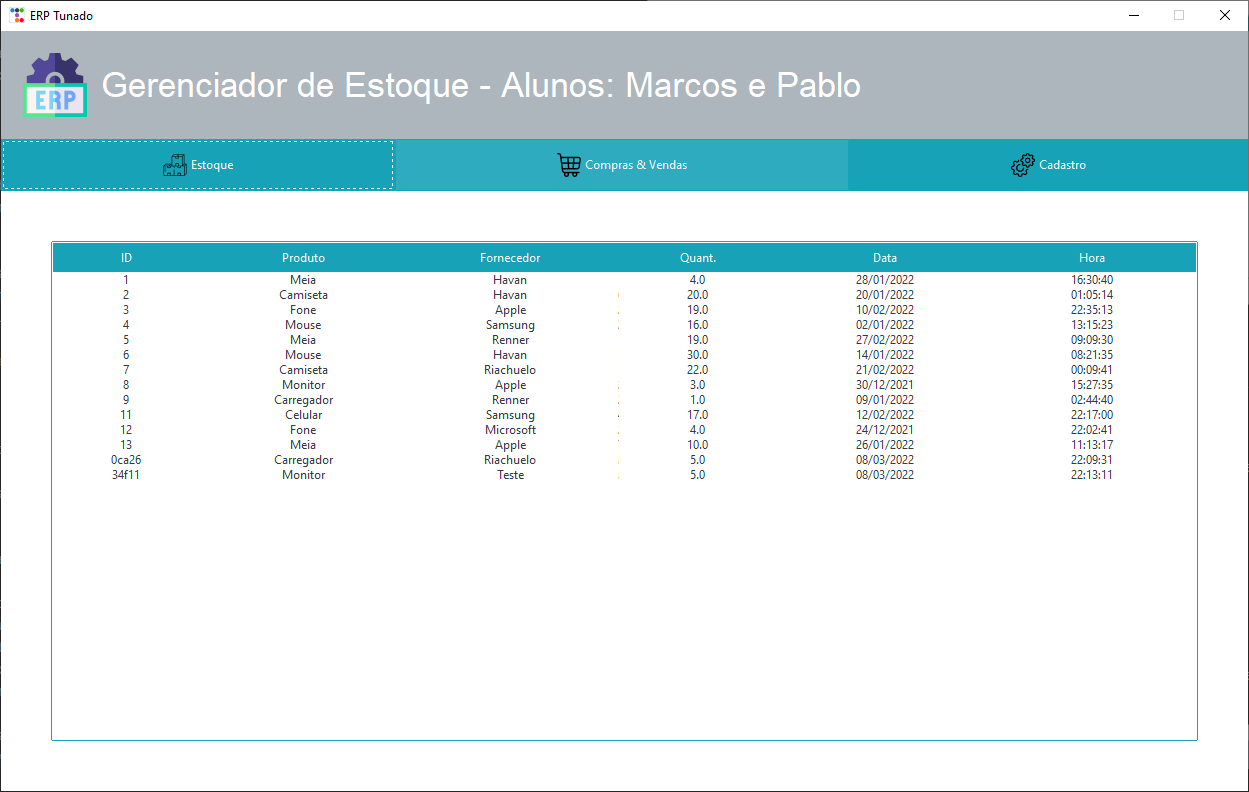 ERP Tunado
ERP
Gerenciador de Estoque - Alunos: Marcos e Pablo
Estoque Compras & Vendas Cadastro
ID Produto Fornecedor Quant. Data Hora
1 Meia Havan 4.0 28/01/2022 16:30:40
2 Camiseta Havan 20.0 20/01/2022 01:05:14
3 Fone Apple 19.0 10/02/2022 22:35:13
4 Mouse Samsung 16.0 02/01/2022 13:15:23
5 Meia Renner 19.0 27/02/2022 09:09:30
6 Mouse Havan 30.0 14/01/2022 08:21:35
7 Camiseta Riachuelo 22.0 21/02/2022 00:09:41
8 Monitor Apple 3.0 30/12/2021 15:27:35
9 Carregador Renner 1.0 09/01/2022 02:44:40
11 Celular Samsung 17.0 12/02/2022 22:17:00
12 Fone Microsoft 4.0 24/12/2021 22:02:41
13 Meia Apple 10.0 26/01/2022 11:13:17
0ca26 Carregador Riachuelo 5.0 08/03/2022 22:09:31
34f11 Monitor Teste 5.0 08/03/2022 22:13:11